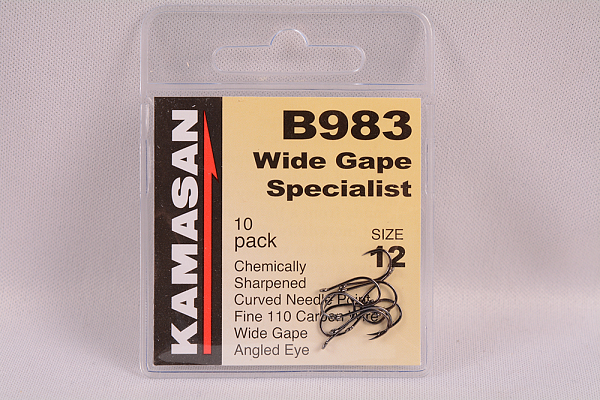 KAMASAN
B983
Wide Gape
Specialist
10
pack
SIZE
12
Chemically
Sharpened
Curved Needle Point
Fine 110 Carbon Wire
Wide Gape
Angled Eye